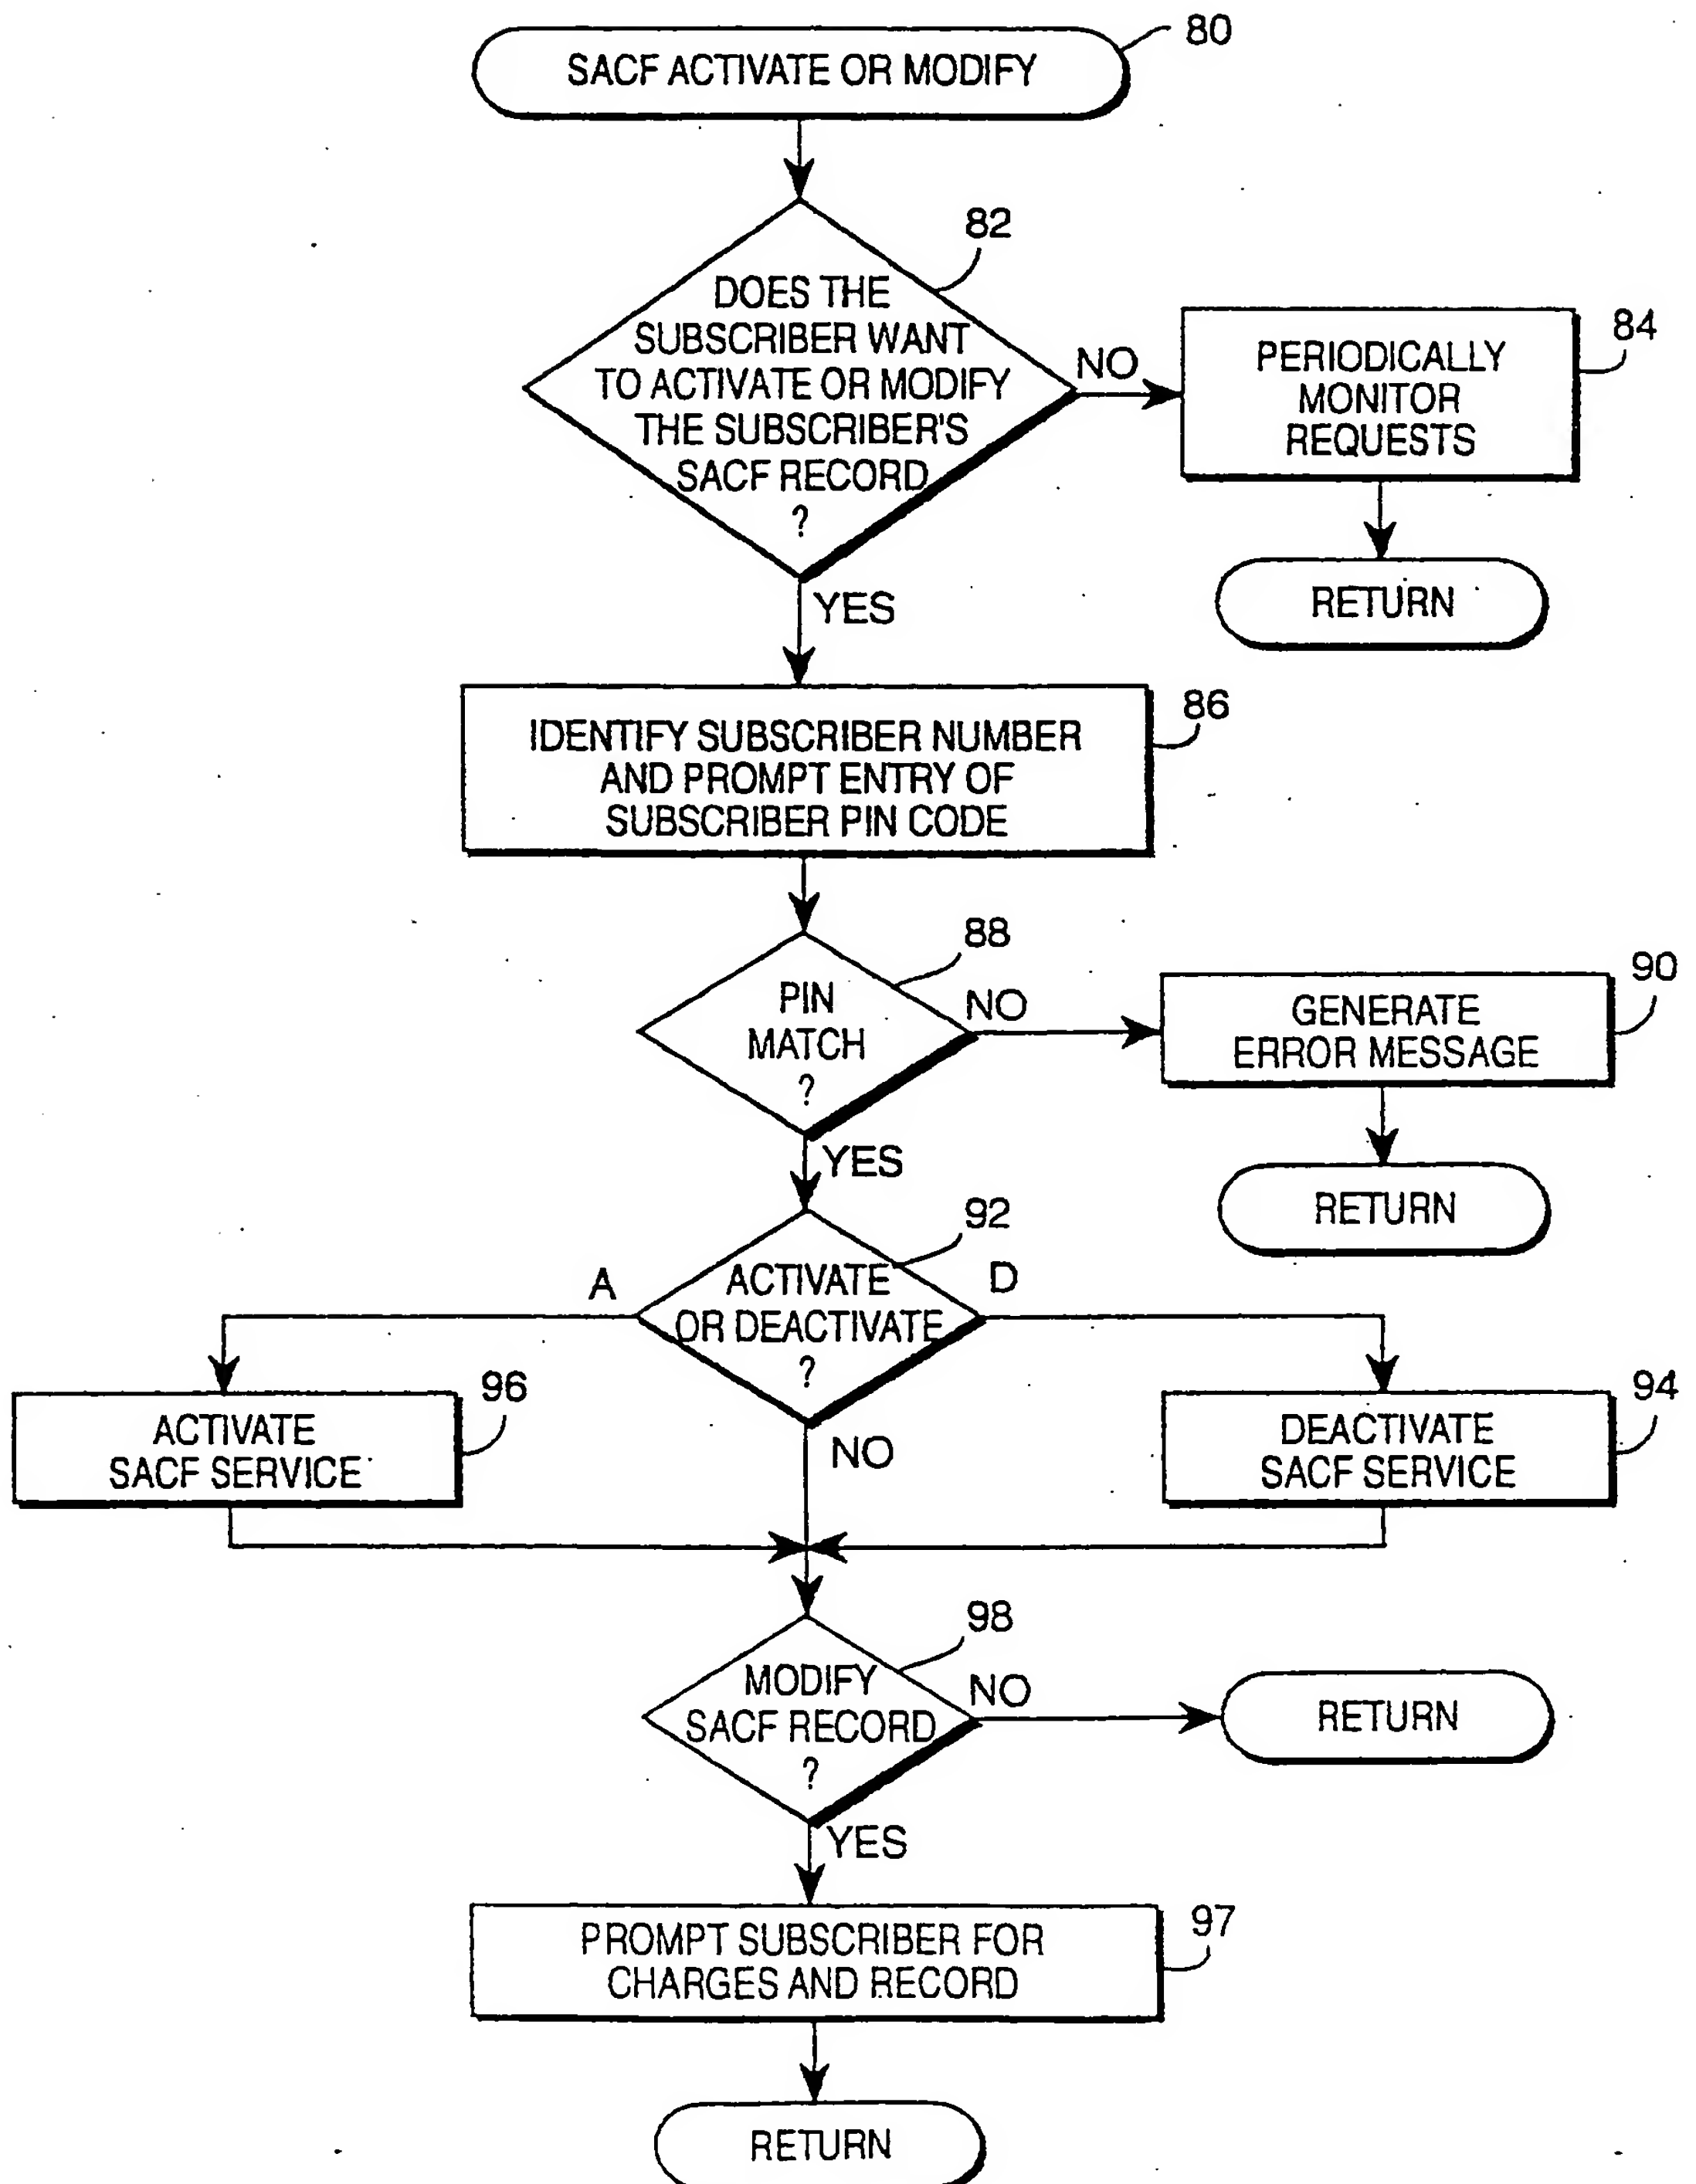 80
SACF ACTIVATE OR MODIFY
82
DOES THE
SUBSCRIBER WANT
TO ACTIVATE OR MODIFY
THE SUBSCRIBER'S
SACF RECORD
?
NO
84
PERIODICALLY
MONITOR
REQUESTS
RETURN
YES
86
IDENTIFY SUBSCRIBER NUMBER
AND PROMPT ENTRY OF
SUBSCRIBER PIN CODE
88
PIN
MATCH
?
NO
90
GENERATE
ERROR MESSAGE
RETURN
YES
92
ACTIVATE
OR DEACTIVATE
?
A
D
96
ACTIVATE
SACF SERVICE
NO
94
DEACTIVATE
SACF SERVICE
98
MODIFY
SACF RECORD
?
NO
RETURN
YES
97
PROMPT SUBSCRIBER FOR
CHARGES AND RECORD
RETURN